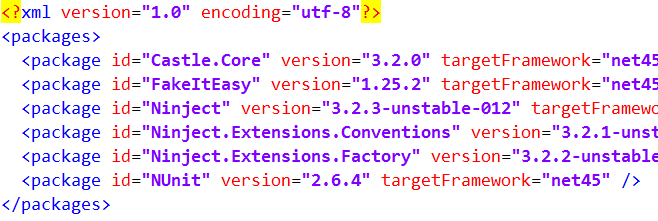 <?xml version="1.0" encoding="utf-8"?>
<packages>
  <package id="Castle.Core" version="3.2.0" targetFramework="net45
  <package id="FakeItEasy" version="1.25.2" targetFramework="net45
  <package id="Ninject" version="3.2.3-unstable-012" targetFramewo
  <package id="Ninject.Extensions.Conventions" version="3.2.1-unst
  <package id="Ninject.Extensions.Factory" version="3.2.2-unstable
  <package id="NUnit" version="2.6.4" targetFramework="net45" />
</packages>